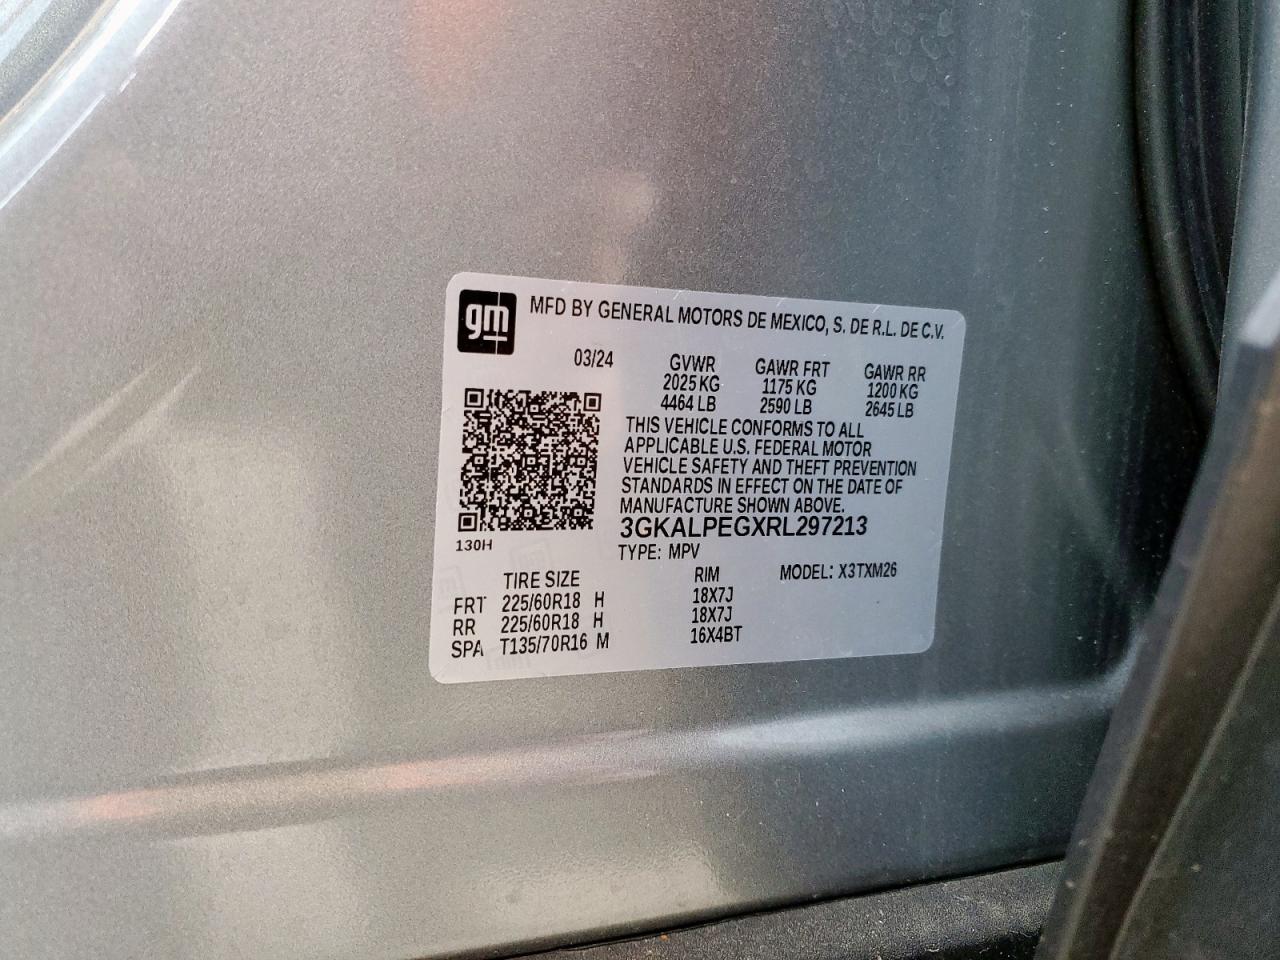 gm
MFD BY GENERAL MOTORS DE MEXICO, S. DE R.L. DE C.V.
03/24 GVWR GAWR FRT GAWR RR
2025 KG 1175 KG 1200 KG
4464 LB 2590 LB 2645 LB
THIS VEHICLE CONFORMS TO ALL
APPLICABLE U.S. FEDERAL MOTOR
VEHICLE SAFETY AND THEFT PREVENTION
STANDARDS IN EFFECT ON THE DATE OF
MANUFACTURE SHOWN ABOVE.
3GKALPEGXRL297213
130H
TYPE: MPV
TIRE SIZE RIM MODEL: X3TXM26
FRT 225/60R18 H 18X7J
RR 225/60R18 H 18X7J
SPA T135/70R16 M 16X4BT